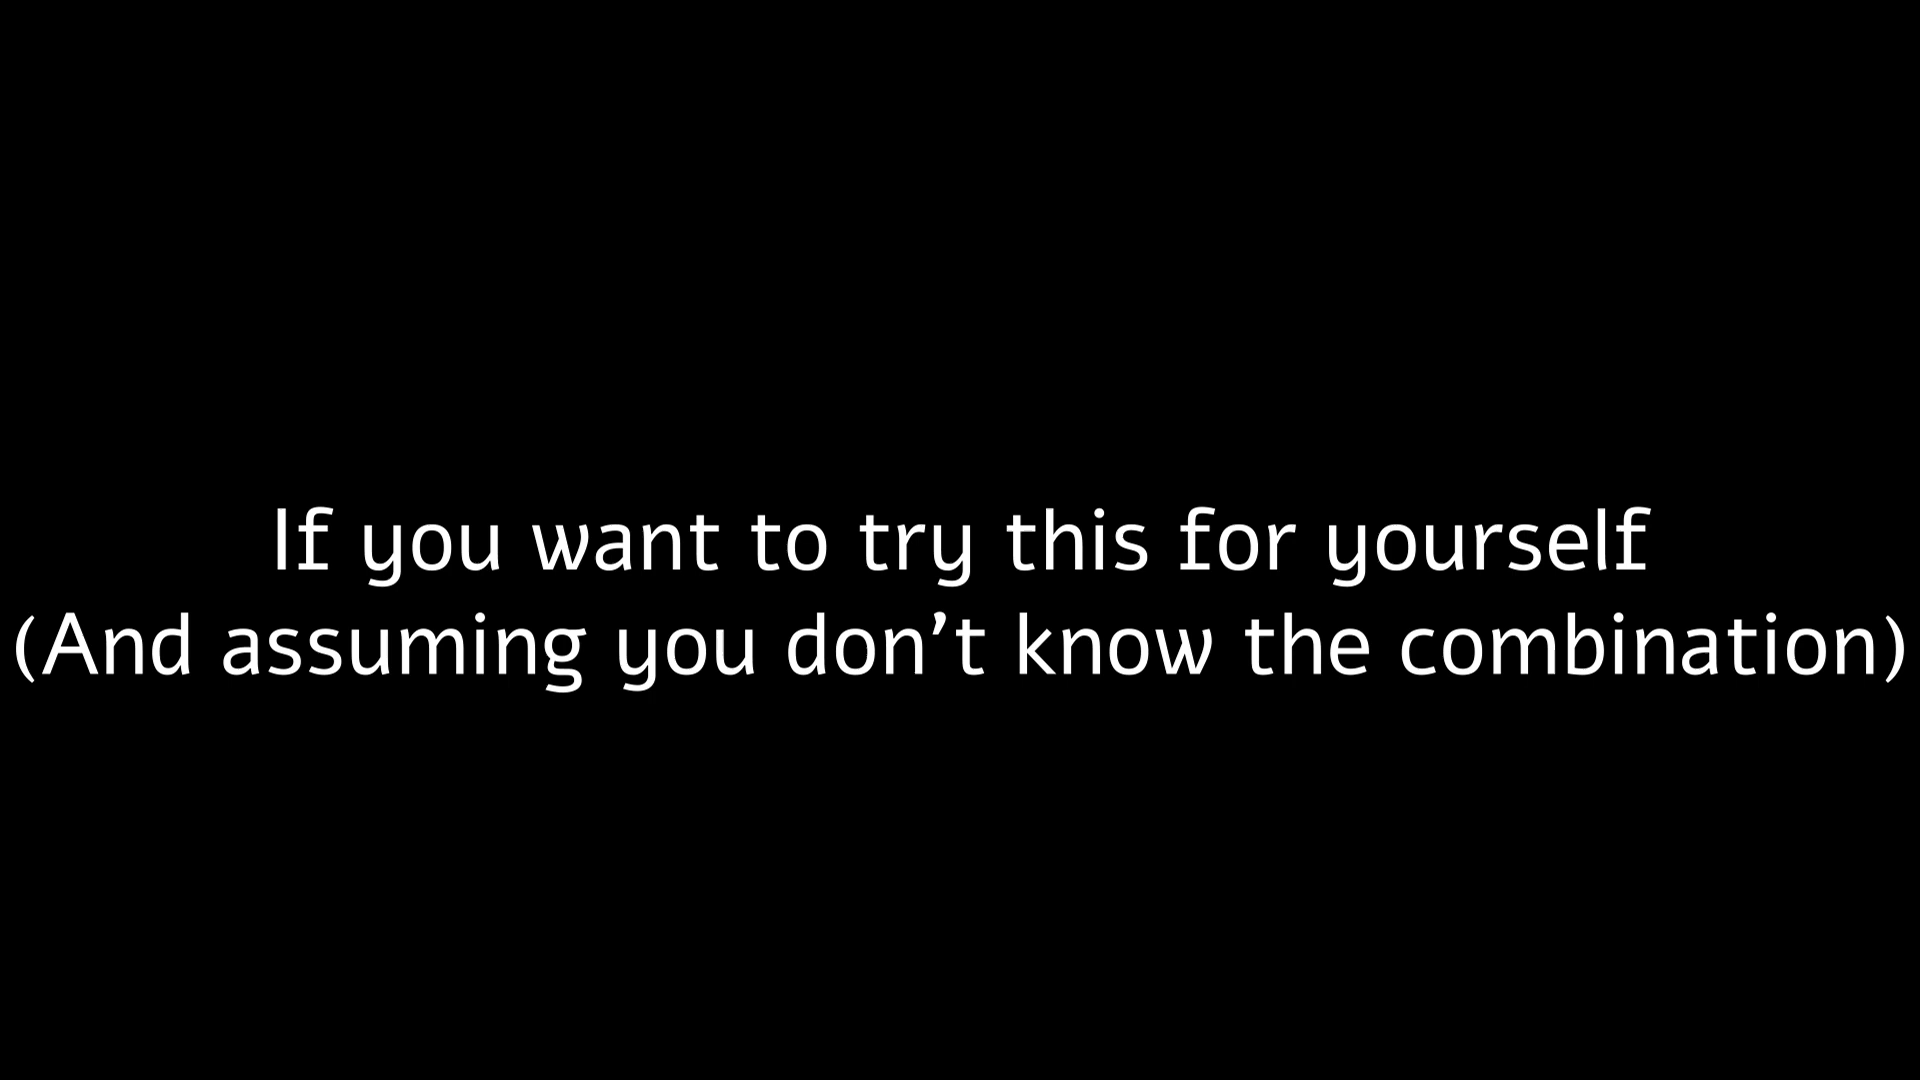 If you want to try this for yourself
(And assuming you don’t know the combination)